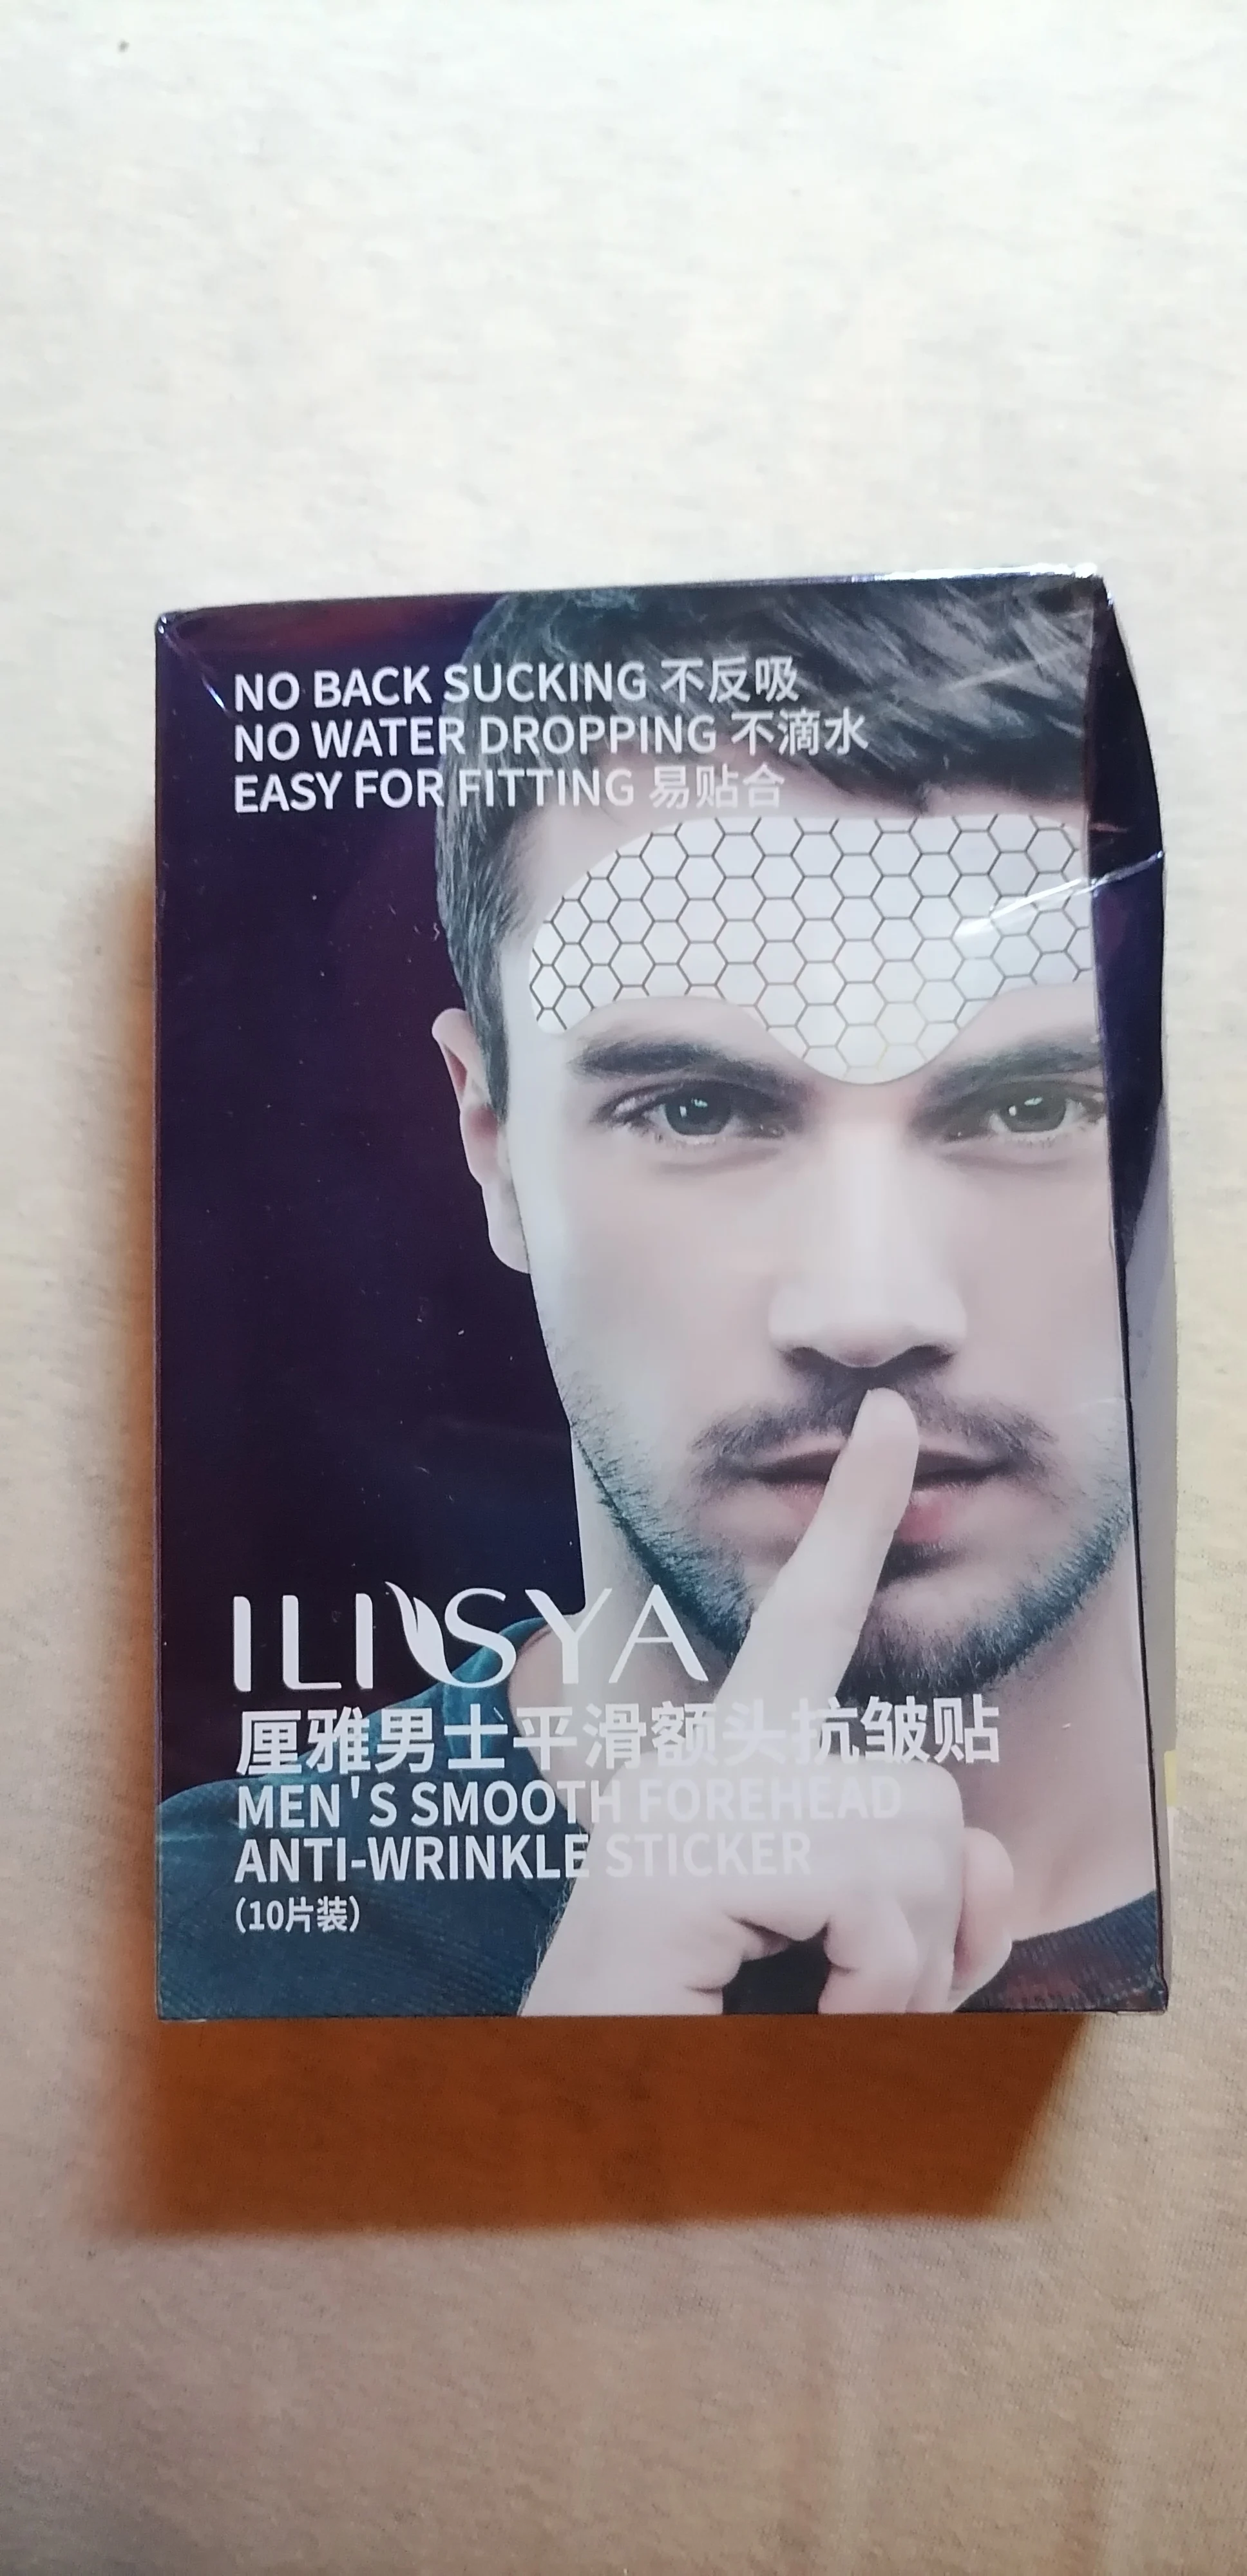 NO BACK SUCKING 不反吸
NO WATER DROPPING 不滴水
EASY FOR FITTING 易贴合
ILISYA
厘雅男士平滑额头抗皱贴
MEN'S SMOOTH FOREHEAD
ANTI-WRINKLE STICKER
(10片装)